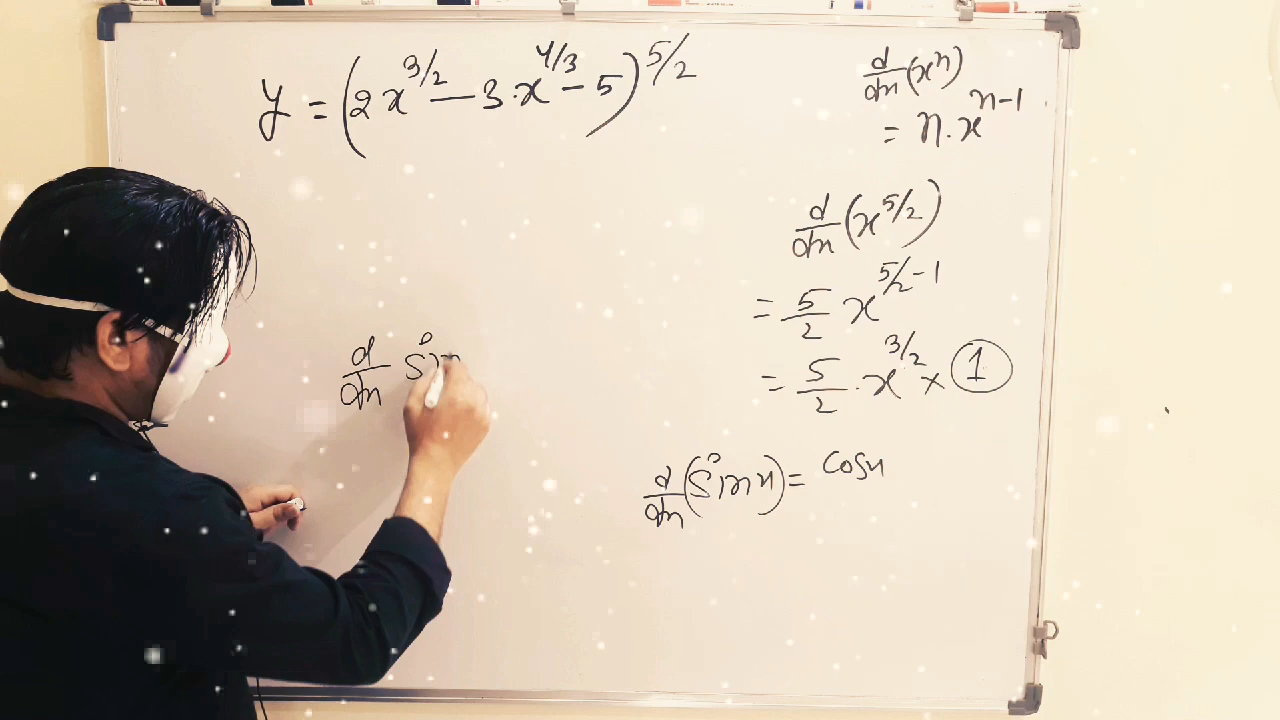 y = (2x^{3/2} - 3.x^{4/3} - 5)^{5/2}
d/dx (x^n)
= n.x^{n-1}
d/dx (x^{5/2})
= 5/2 x^{5/2-1}
= 5/2 . x^{3/2} × 1
d/dx sin
d/dx (sin x) = cosx